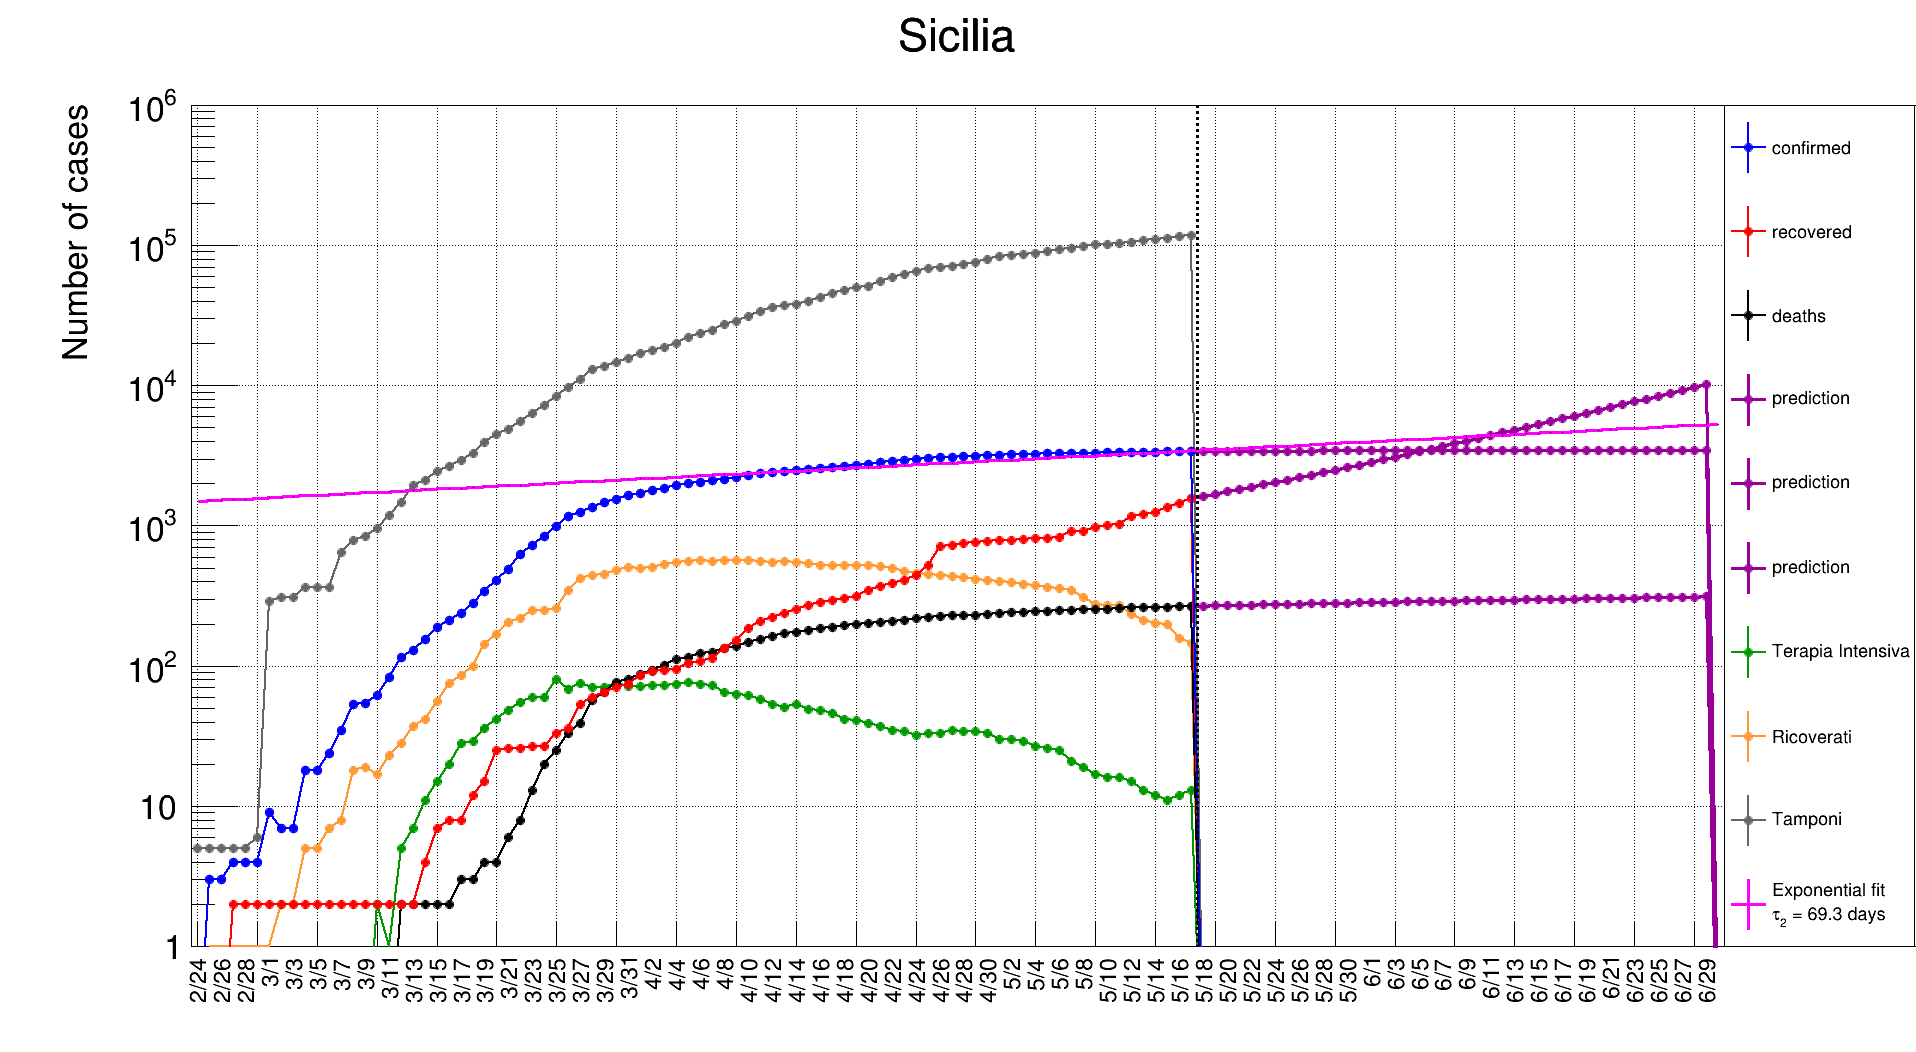 Sicilia
Number of cases
10^6
10^5
10^4
10^3
10^2
10
1
2/24 2/26 2/28 3/1 3/3 3/5 3/7 3/9 3/11 3/13 3/15 3/17 3/19 3/21 3/23 3/25 3/27 3/29 3/31 4/2 4/4 4/6 4/8 4/10 4/12 4/14 4/16 4/18 4/20 4/22 4/24 4/26 4/28 4/30 5/2 5/4 5/6 5/8 5/10 5/12 5/14 5/16 5/18 5/20 5/22 5/24 5/26 5/28 5/30 6/1 6/3 6/5 6/7 6/9 6/11 6/13 6/15 6/17 6/19 6/21 6/23 6/25 6/27 6/29
confirmed
recovered
deaths
prediction
prediction
prediction
Terapia Intensiva
Ricoverati
Tamponi
Exponential fit
τ₂ = 69.3 days